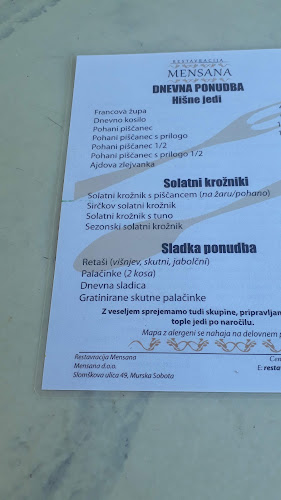 RESTAVRACIJA
MENSANA
DNEVNA PONUDBA
Hišne jedi
Francova župa
Dnevno kosilo
Pohani piščanec
Pohani piščanec s prilogo
Pohani piščanec 1/2
Pohani piščanec s prilogo 1/2
Ajdova zlejvanka
Solatni krožniki
Solatni krožnik s piščancem (na žaru/pohano)
Sirčkov solatni krožnik
Solatni krožnik s tuno
Sezonski solatni krožnik
Sladka ponudba
Retaši (višnjev, skutni, jabolčni)
Palačinke (2 kosa)
Dnevna sladica
Gratinirane skutne palačinke
Z veseljem sprejemamo tudi skupine, pripravljam
tople jedi po naročilu.
Mapa z alergeni se nahaja na delovnem p
Restavracija Mensana
Mensana d.o.o.
Slomškova ulica 49, Murska Sobota
Cen
E: resta